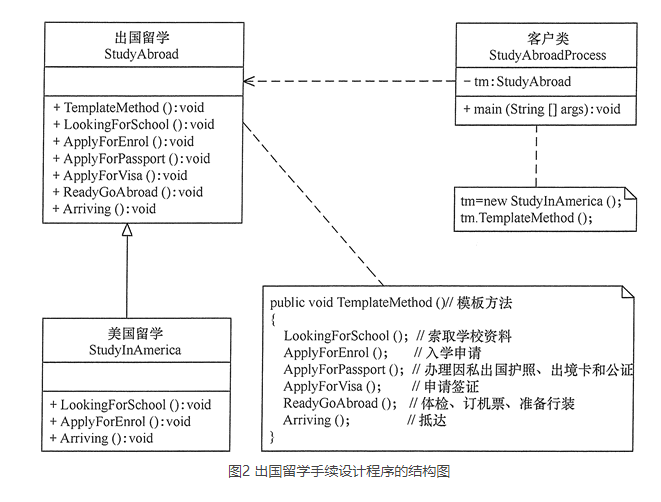 出国留学
StudyAbroad
+ TemplateMethod ():void
+ LookingForSchool ():void
+ ApplyForEnrol ():void
+ ApplyForPassport ():void
+ ApplyForVisa ():void
+ ReadyGoAbroad ():void
+ Arriving ():void
客户类
StudyAbroadProcess
- tm:StudyAbroad
+ main (String [] args):void
tm=new StudyInAmerica ();
tm.TemplateMethod ();
美国留学
StudyInAmerica
+ LookingForSchool ():void
+ ApplyForEnrol ():void
+ Arriving ():void
public void TemplateMethod ()// 模板方法
{
LookingForSchool (); // 索取学校资料
ApplyForEnrol (); // 入学申请
ApplyForPassport (); // 办理因私出国护照、出境卡和公证
ApplyForVisa (); // 申请签证
ReadyGoAbroad (); // 体检、订机票、准备行装
Arriving (); // 抵达
}
图2 出国留学手续设计程序的结构图